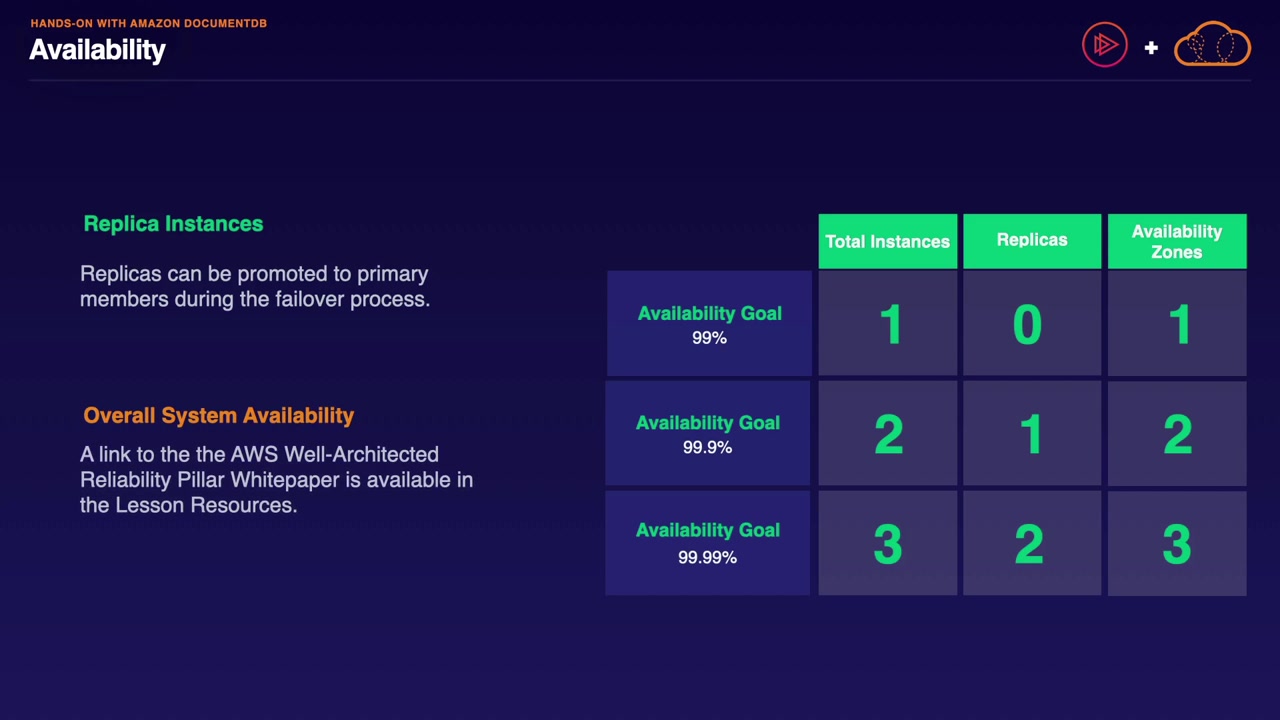 HANDS-ON WITH AMAZON DOCUMENTDB
Availability
+
Replica Instances
Replicas can be promoted to primary
members during the failover process.
Overall System Availability
A link to the the AWS Well-Architected
Reliability Pillar Whitepaper is available in
the Lesson Resources.
Total Instances
Replicas
Availability
Zones
Availability Goal
99%
1
0
1
Availability Goal
99.9%
2
1
2
Availability Goal
99.99%
3
2
3